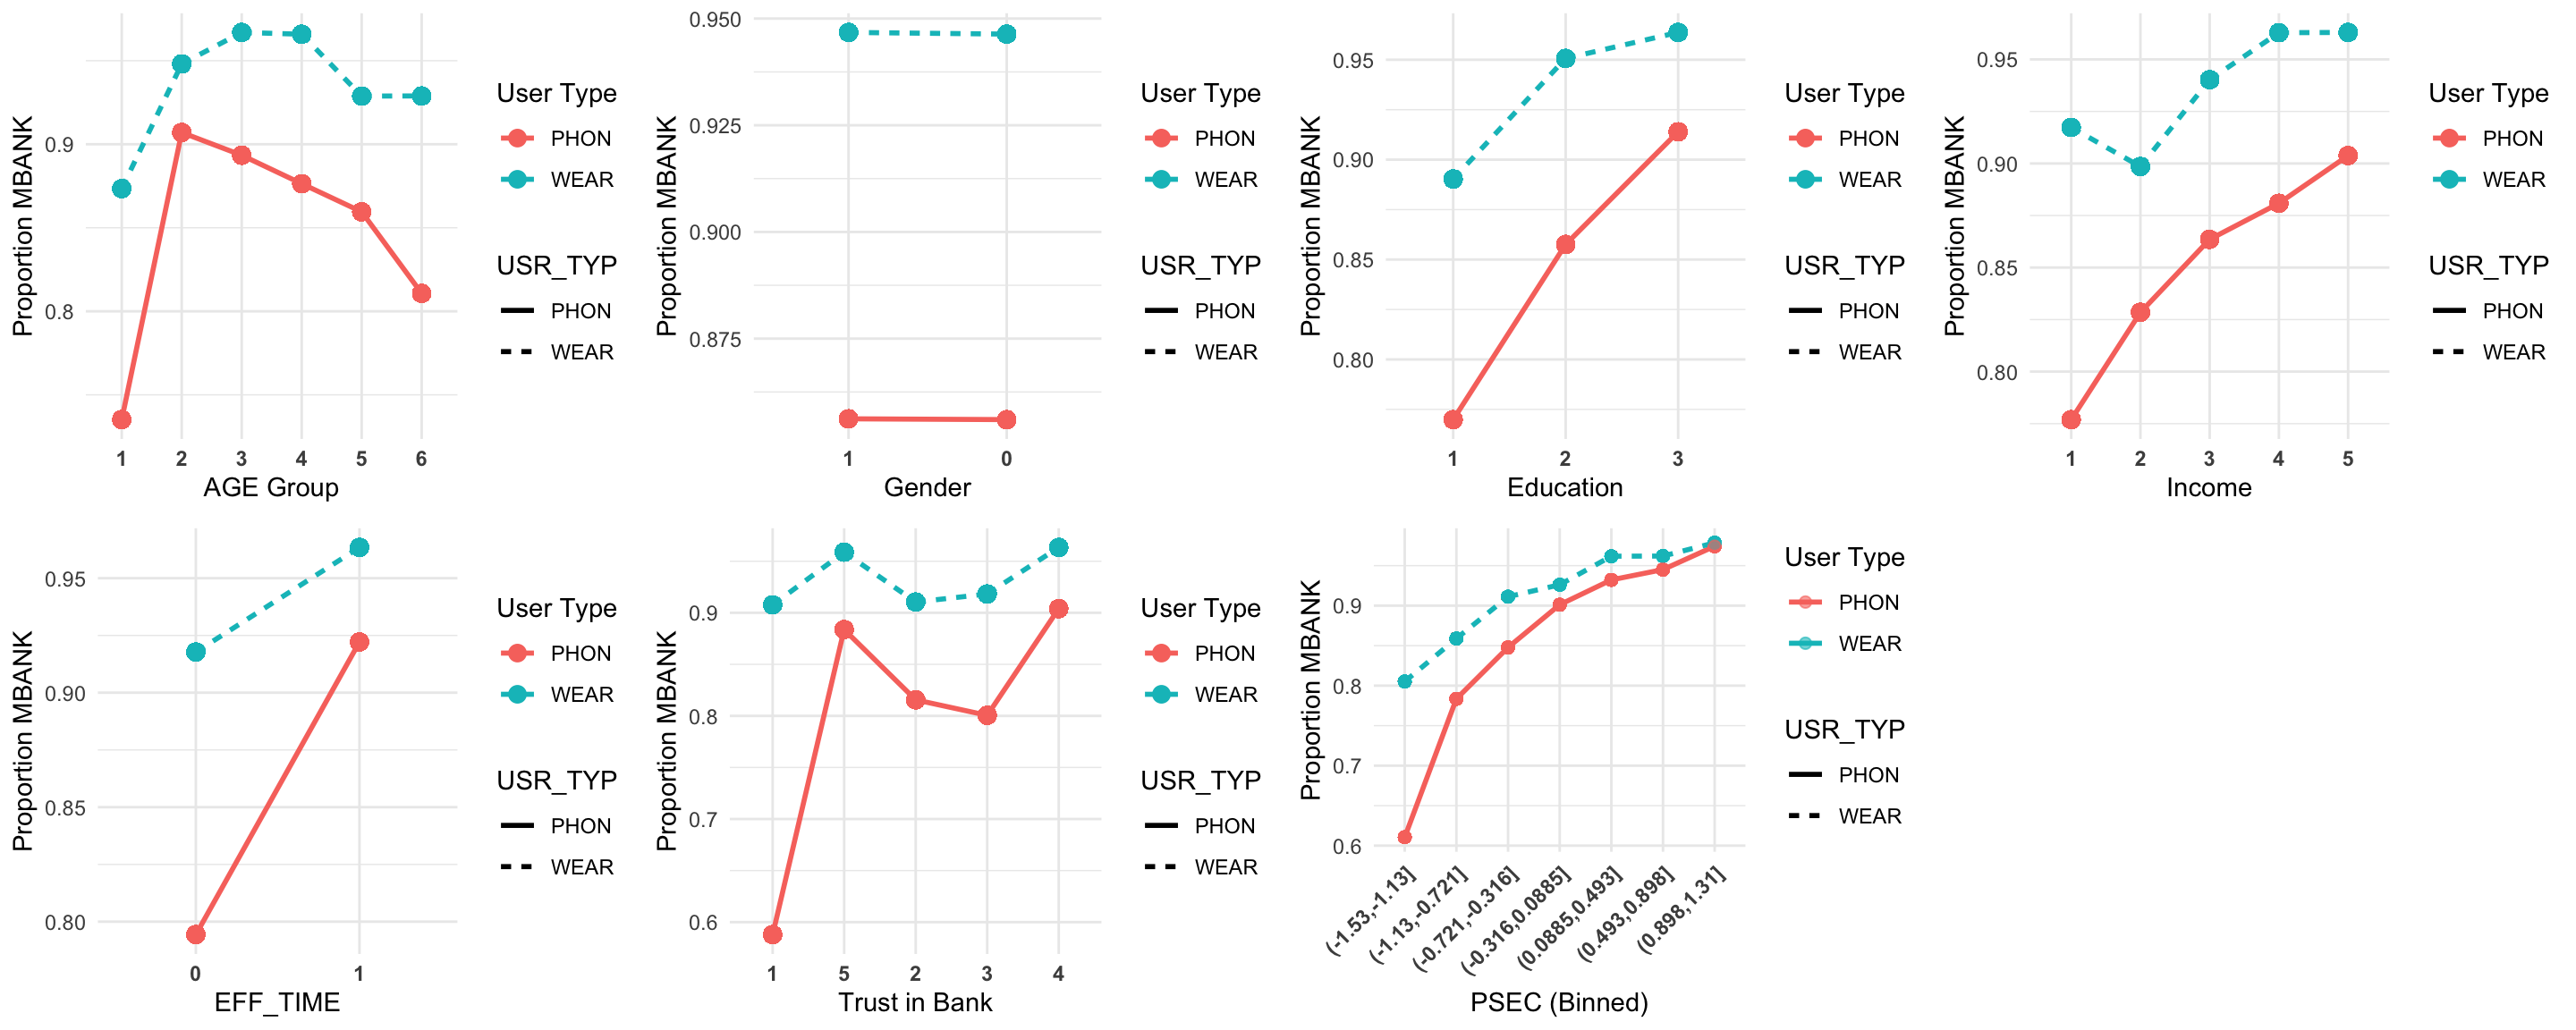 Proportion MBANK
0.9
0.8
1 2 3 4 5 6
AGE Group
User Type
PHON
WEAR
USR_TYP
PHON
WEAR
Proportion MBANK
0.950
0.925
0.900
0.875
1 0
Gender
User Type
PHON
WEAR
USR_TYP
PHON
WEAR
Proportion MBANK
0.95
0.90
0.85
0.80
1 2 3
Education
User Type
PHON
WEAR
USR_TYP
PHON
WEAR
Proportion MBANK
0.95
0.90
0.85
0.80
1 2 3 4 5
Income
User Type
PHON
WEAR
USR_TYP
PHON
WEAR
Proportion MBANK
0.95
0.90
0.85
0.80
0 1
EFF_TIME
User Type
PHON
WEAR
USR_TYP
PHON
WEAR
Proportion MBANK
0.9
0.8
0.7
0.6
1 5 2 3 4
Trust in Bank
User Type
PHON
WEAR
USR_TYP
PHON
WEAR
Proportion MBANK
0.9
0.8
0.7
0.6
(-1.53,-1.13]
(-1.13,-0.721]
(-0.721,-0.316]
(-0.316,0.0885]
(0.0885,0.493]
(0.493,0.898]
(0.898,1.31]
PSEC (Binned)
User Type
PHON
WEAR
USR_TYP
PHON
WEAR